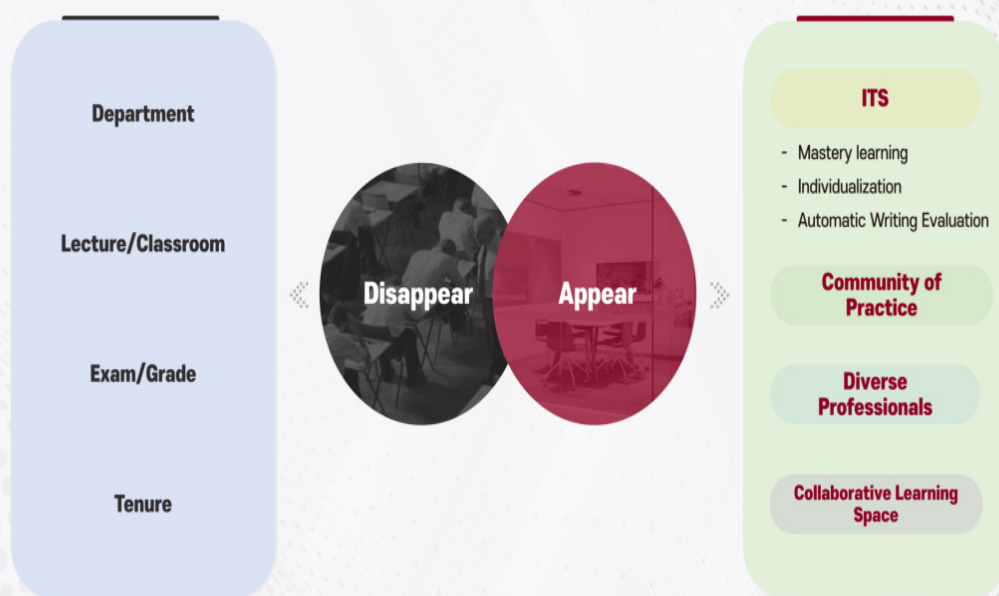 Department
Lecture/Classroom
Exam/Grade
Tenure
Disappear
Appear
ITS
- Mastery learning
- Individualization
- Automatic Writing Evaluation
Community of
Practice
Diverse
Professionals
Collaborative Learning
Space